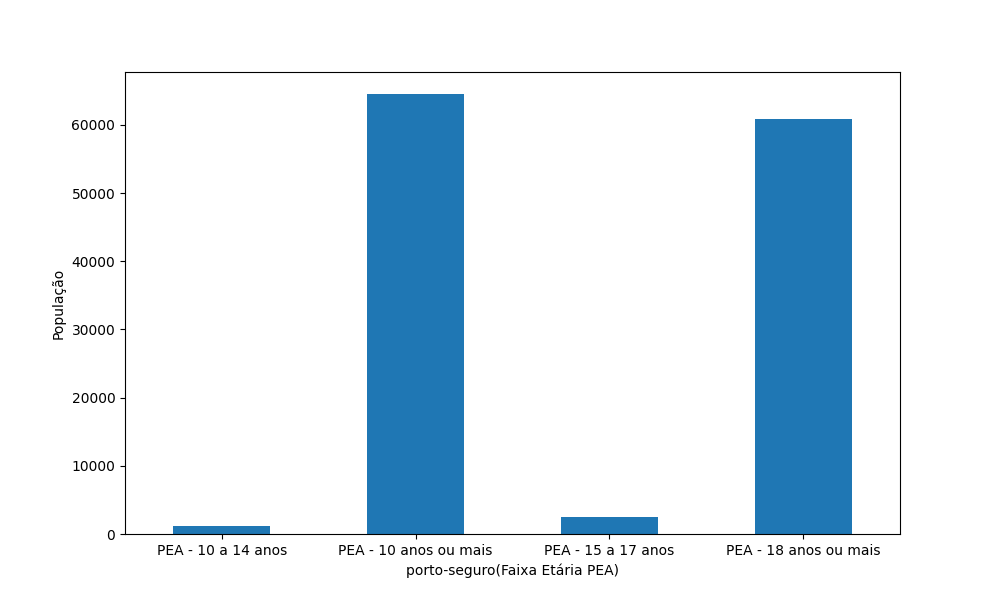 60000
50000
40000
30000
20000
10000
0
População
PEA - 10 a 14 anos
PEA - 10 anos ou mais
PEA - 15 a 17 anos
PEA - 18 anos ou mais
porto-seguro(Faixa Etária PEA)